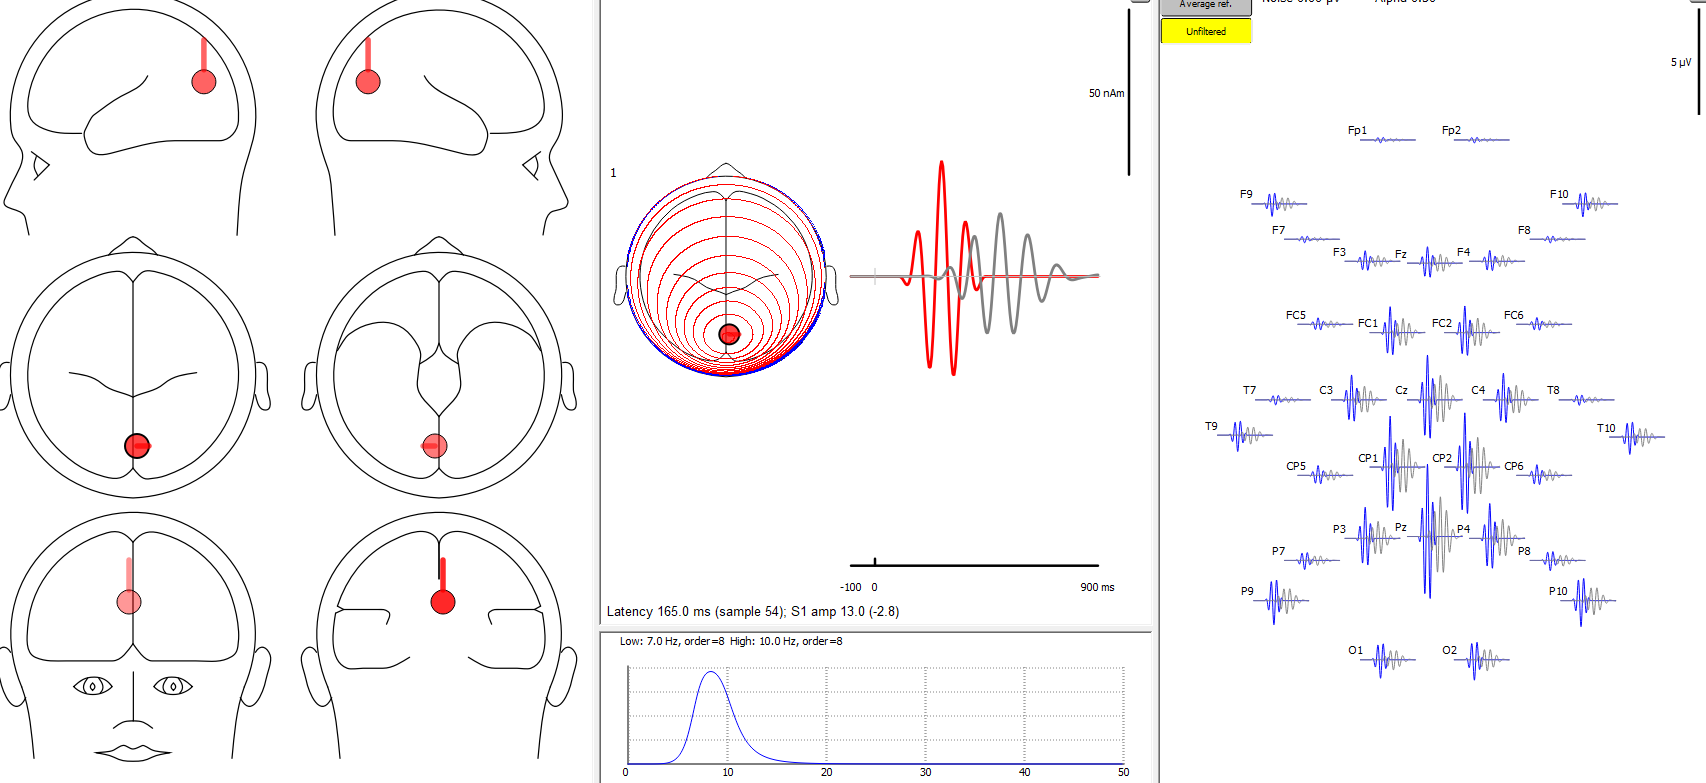 1
50 nAm
-100 0 900 ms
Latency 165.0 ms (sample 54); S1 amp 13.0 (-2.8)
Low: 7.0 Hz, order=8 High: 10.0 Hz, order=8
0 10 20 30 40 50
Average ref.
Unfiltered
5 µV
Fp1 Fp2
F9 F10
F7 F8
F3 Fz F4
FC5 FC1 FC2 FC6
T7 C3 Cz C4 T8
T9 T10
CP5 CP1 CP2 CP6
P3 Pz P4
P7 P8
P9 P10
O1 O2